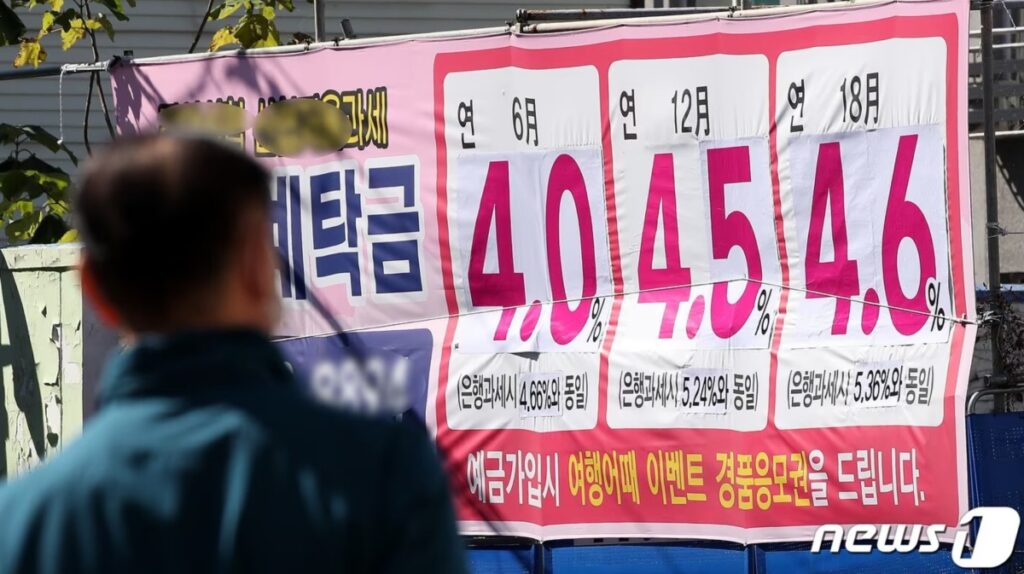 과세
예탁금
연 6月
4.0%
(은행과세시 4.66%와 동일)
연 12月
4.5%
(은행과세시 5.24%와 동일)
연 18月
4.6%
(은행과세시 5.36%와 동일)
예금가입시 여행어때 이벤트 경품응모권을 드립니다.
news1